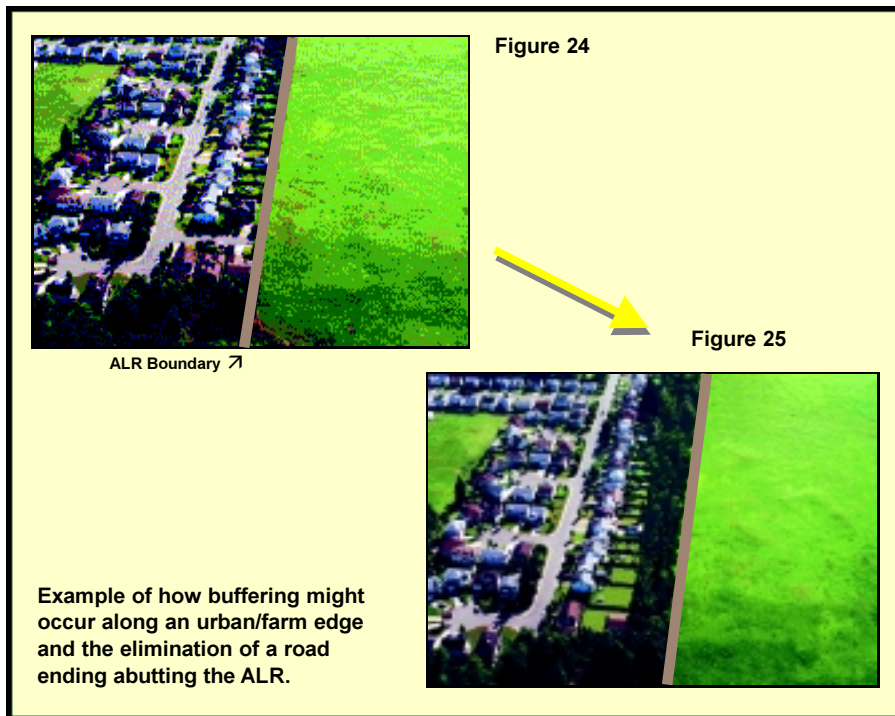 Figure 24
ALR Boundary
Figure 25
Example of how buffering might
occur along an urban/farm edge
and the elimination of a road
ending abutting the ALR.